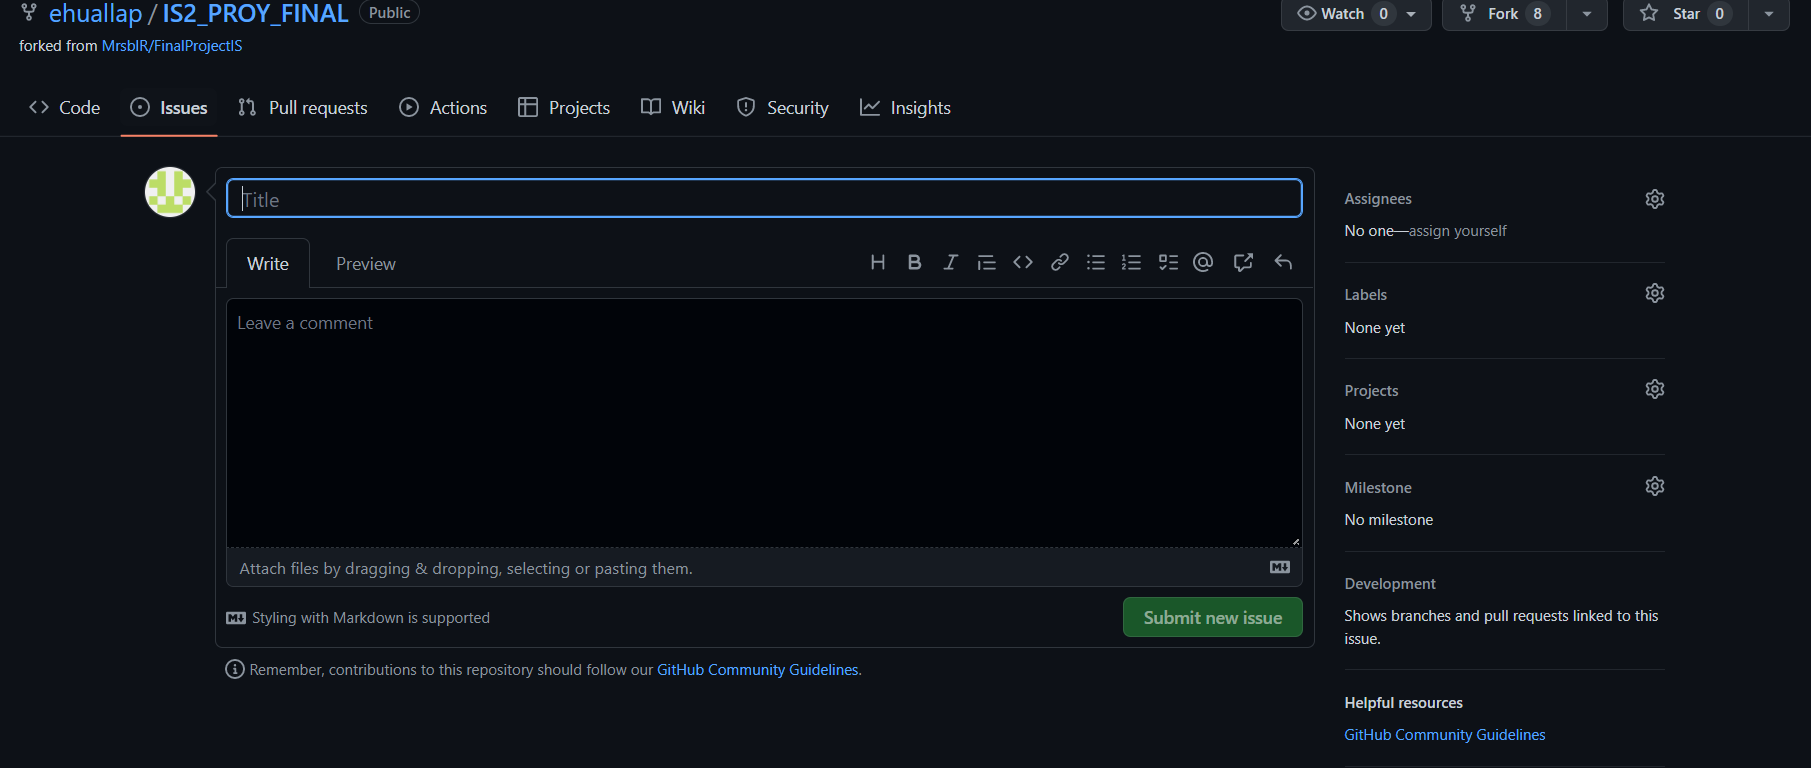 ehuallap / IS2_PROY_FINAL Public
Watch 0 Fork 8 Star 0
forked from MrsbIR/FinalProjectIS
Code Issues Pull requests Actions Projects Wiki Security Insights
Title
Write Preview
Leave a comment
Attach files by dragging & dropping, selecting or pasting them.
Styling with Markdown is supported
Submit new issue
Remember, contributions to this repository should follow our GitHub Community Guidelines.
Assignees
No one—assign yourself
Labels
None yet
Projects
None yet
Milestone
No milestone
Development
Shows branches and pull requests linked to this
issue.
Helpful resources
GitHub Community Guidelines